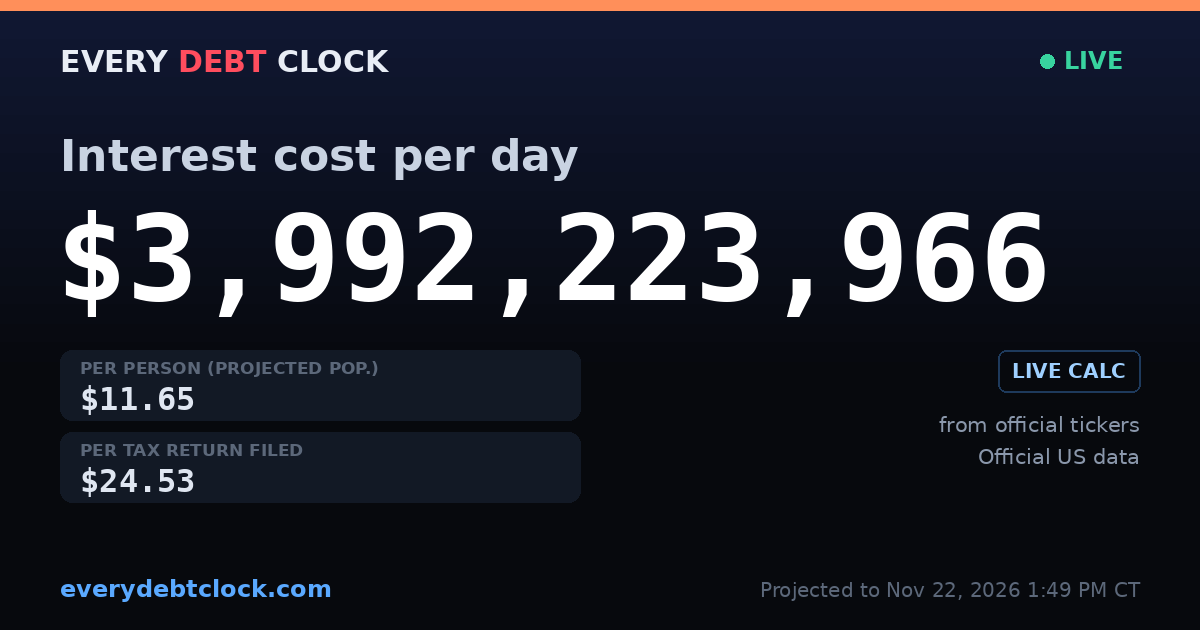 EVERY DEBT CLOCK
LIVE
Interest cost per day
$3,992,223,966
PER PERSON (PROJECTED POP.)
$11.65
PER TAX RETURN FILED
$24.53
LIVE CALC
from official tickers
Official US data
everydebtclock.com
Projected to Nov 22, 2026 1:49 PM CT